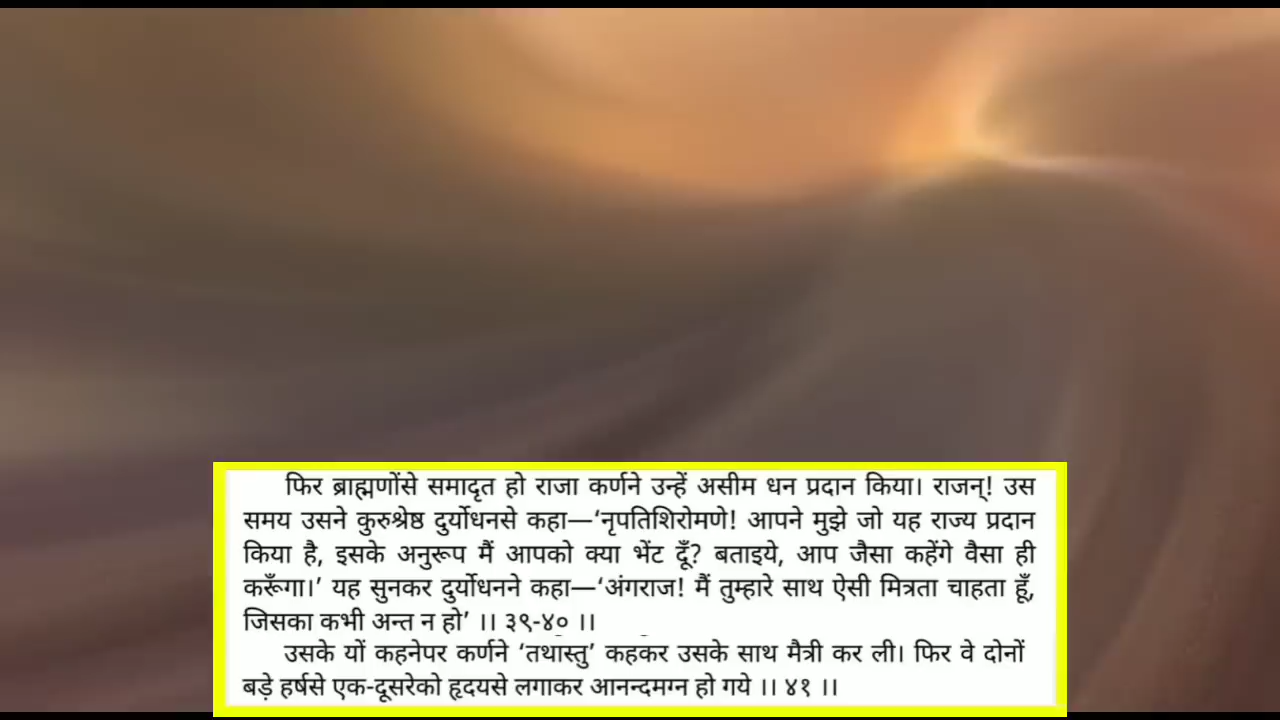 फिर ब्राह्मणोंसे समादृत हो राजा कर्णने उन्हें असीम धन प्रदान किया। राजन्! उस
समय उसने कुरुश्रेष्ठ दुर्योधनसे कहा—‘नृपतिशिरोमणे! आपने मुझे जो यह राज्य प्रदान
किया है, इसके अनुरूप मैं आपको क्या भेंट दूँ? बताइये, आप जैसा कहेंगे वैसा ही
करूँगा।’ यह सुनकर दुर्योधनने कहा—‘अंगराज! मैं तुम्हारे साथ ऐसी मित्रता चाहता हूँ,
जिसका कभी अन्त न हो’ ।। ३९-४० ।।
उसके यों कहनेपर कर्णने ‘तथास्तु’ कहकर उसके साथ मैत्री कर ली। फिर वे दोनों
बड़े हर्षसे एक-दूसरेको हृदयसे लगाकर आनन्दमग्न हो गये ।। ४१ ।।